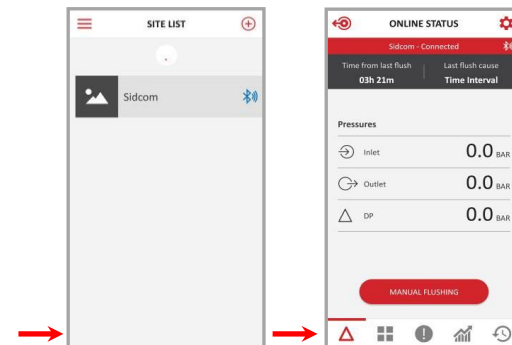 SITE LIST
Sidcom
ONLINE STATUS
Sidcom - Connected
Time from last flush
03h 21m
Last flush cause
Time Interval
Pressures
Inlet 0.0 BAR
Outlet 0.0 BAR
DP 0.0 BAR
MANUAL FLUSHING